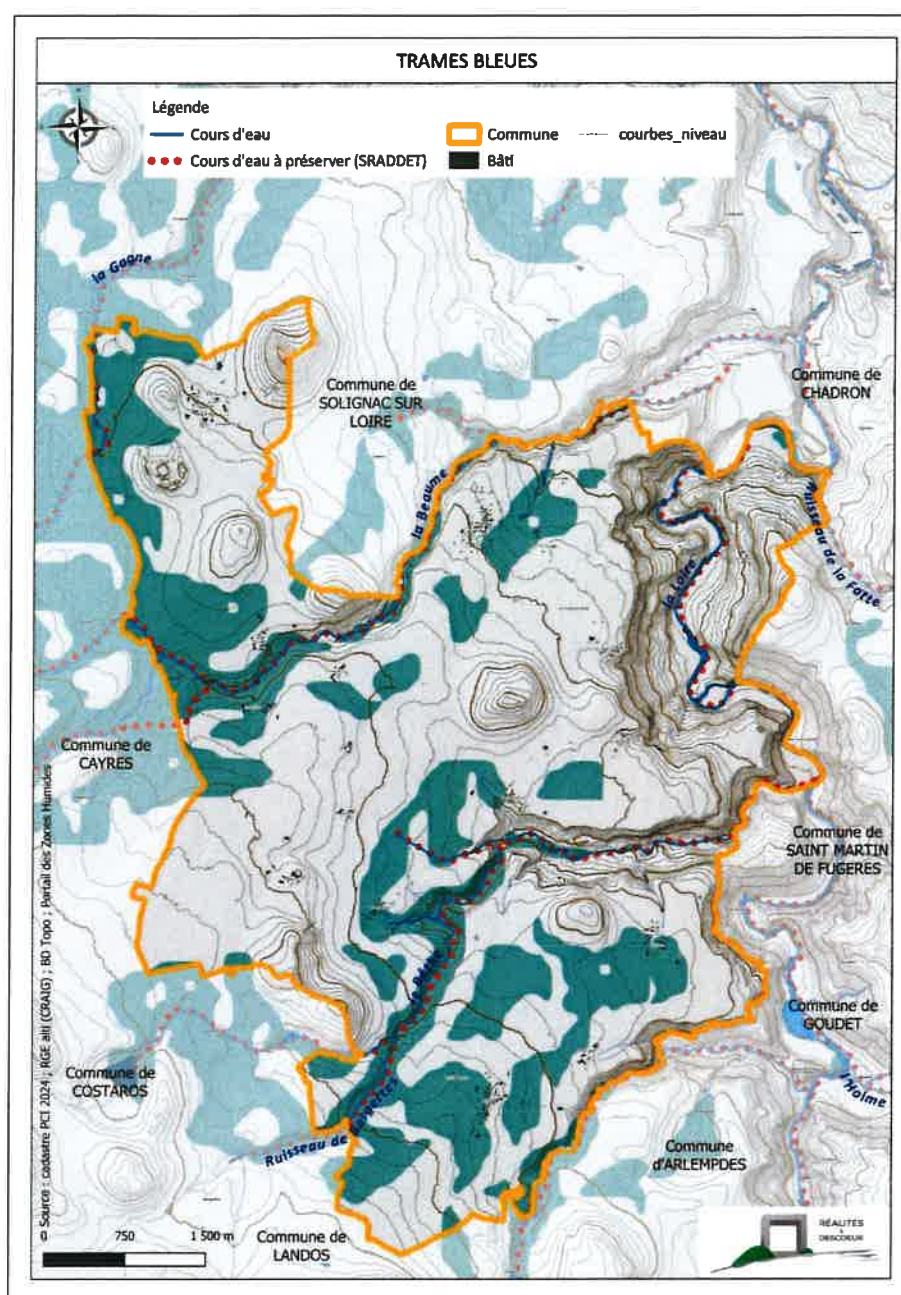 TRAMES BLEUES
Légende
Cours d'eau
Cours d'eau à préserver (SRADDET)
Commune
Bâti
courbes_niveau
la Gagne
Commune de
SOLIGNAC SUR
LOIRE
Commune de
CHADRON
la Beaume
la Loire
Ruisseau de la Fatte
Commune de
CAYRES
Commune de
SAINT MARTIN
DE FUGERES
Commune de
GOUDET
l'Holme
Commune de
COSTAROS
Ruisseau de
Commune
d'ARLEMPDES
Commune de
LANDOS
Source : cadastre PCI 2024 ; RGE alti (CRAIG) ; BD Topo ; Portail des Zones Humides
0 750 1 500 m
RÉALITÉS
&
DESCOEUR